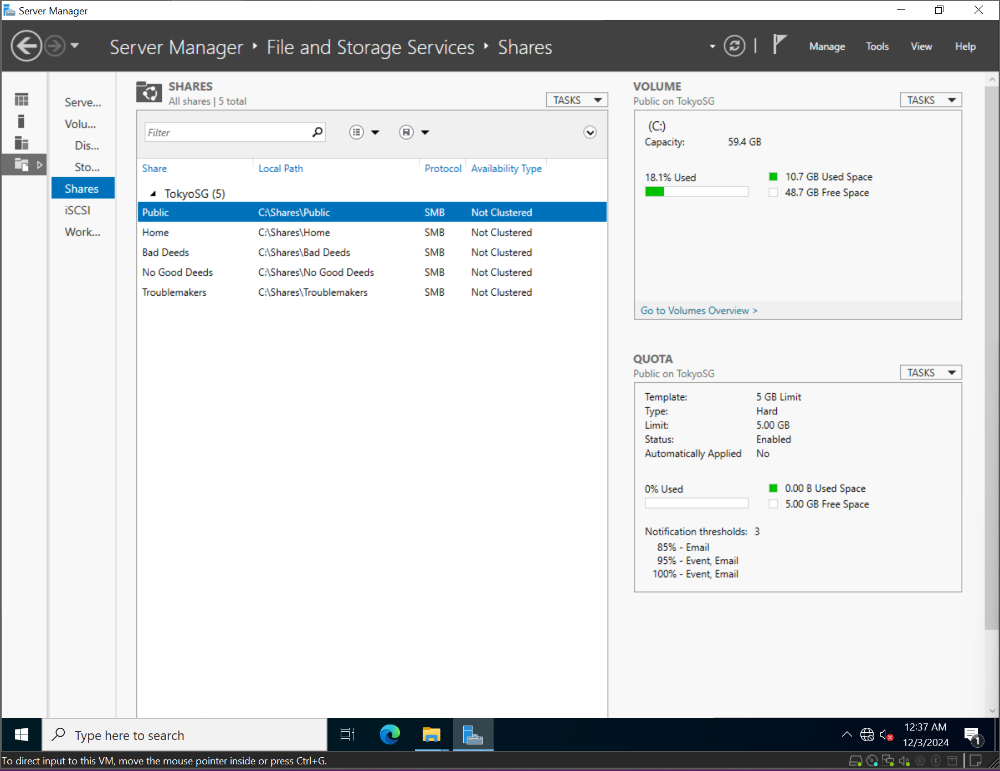 Server Manager
Server Manager ‣ File and Storage Services ‣ Shares
Manage Tools View Help
Serve...
Volu...
Dis...
Sto...
Shares
iSCSI
Work...
SHARES
All shares | 5 total
TASKS
Filter
Share Local Path Protocol Availability Type
TokyoSG (5)
Public C:\Shares\Public SMB Not Clustered
Home C:\Shares\Home SMB Not Clustered
Bad Deeds C:\Shares\Bad Deeds SMB Not Clustered
No Good Deeds C:\Shares\No Good Deeds SMB Not Clustered
Troublemakers C:\Shares\Troublemakers SMB Not Clustered
VOLUME
Public on TokyoSG
TASKS
(C:)
Capacity: 59.4 GB
18.1% Used
10.7 GB Used Space
48.7 GB Free Space
Go to Volumes Overview >
QUOTA
Public on TokyoSG
TASKS
Template: 5 GB Limit
Type: Hard
Limit: 5.00 GB
Status: Enabled
Automatically Applied No
0% Used
0.00 B Used Space
5.00 GB Free Space
Notification thresholds: 3
85% - Email
95% - Event, Email
100% - Event, Email
Type here to search
12:37 AM
12/3/2024
1
To direct input to this VM, move the mouse pointer inside or press Ctrl+G.